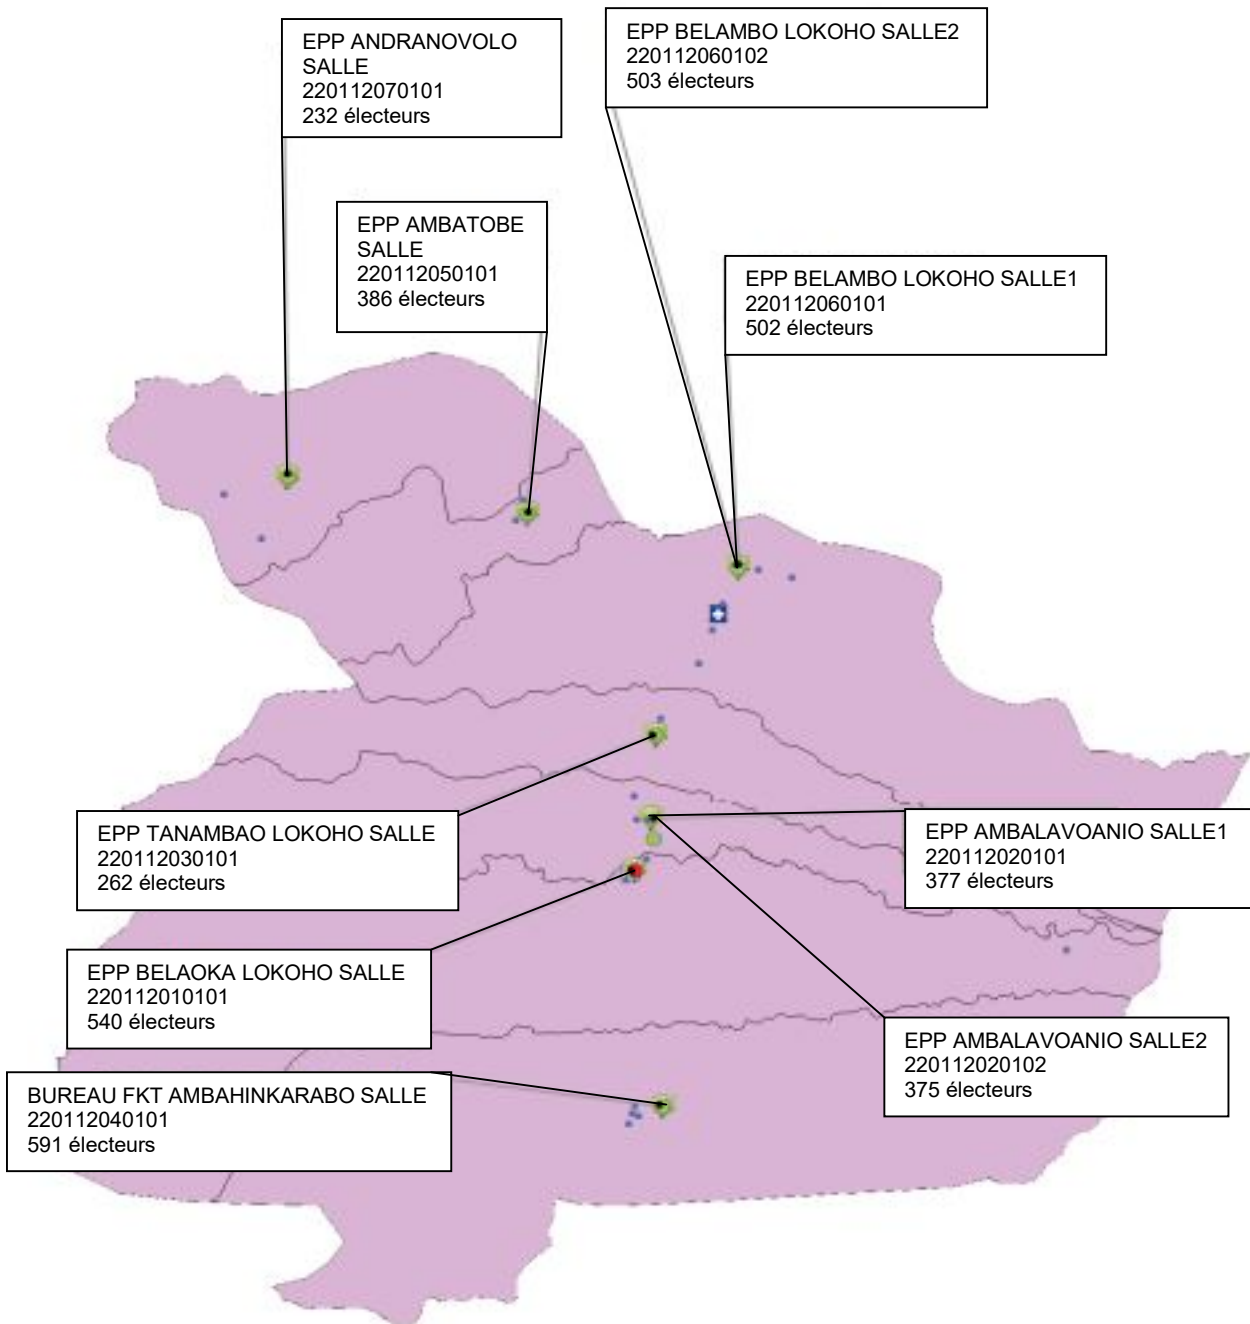 EPP ANDRANOVOLO
SALLE
220112070101
232 électeurs
EPP BELAMBO LOKOHO SALLE2
220112060102
503 électeurs
EPP AMBATOBE
SALLE
220112050101
386 électeurs
EPP BELAMBO LOKOHO SALLE1
220112060101
502 électeurs
EPP TANAMBAO LOKOHO SALLE
220112030101
262 électeurs
EPP AMBALAVOANIO SALLE1
220112020101
377 électeurs
EPP BELAOKA LOKOHO SALLE
220112010101
540 électeurs
EPP AMBALAVOANIO SALLE2
220112020102
375 électeurs
BUREAU FKT AMBAHINKARABO SALLE
220112040101
591 électeurs